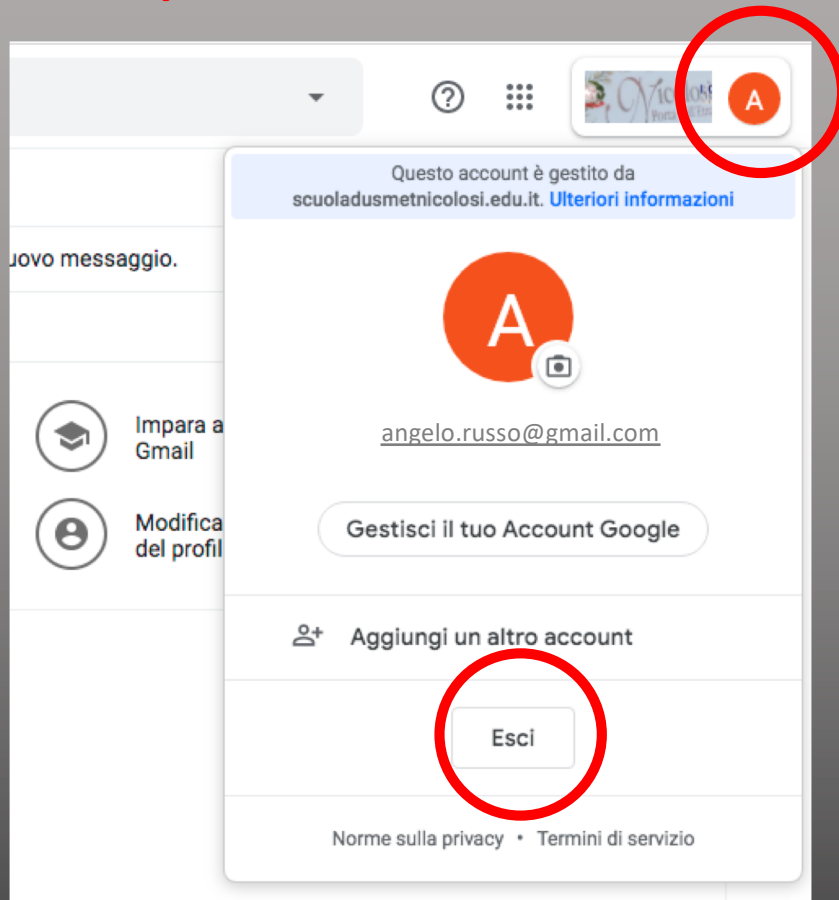 Nicolosi
A
Questo account è gestito da
scuoladusmetnicolosi.edu.it. Ulteriori informazioni
uovo messaggio.
A
angelo.russo@gmail.com
Impara a
Gmail
Gestisci il tuo Account Google
Modifica
del profil
Aggiungi un altro account
Esci
Norme sulla privacy • Termini di servizio